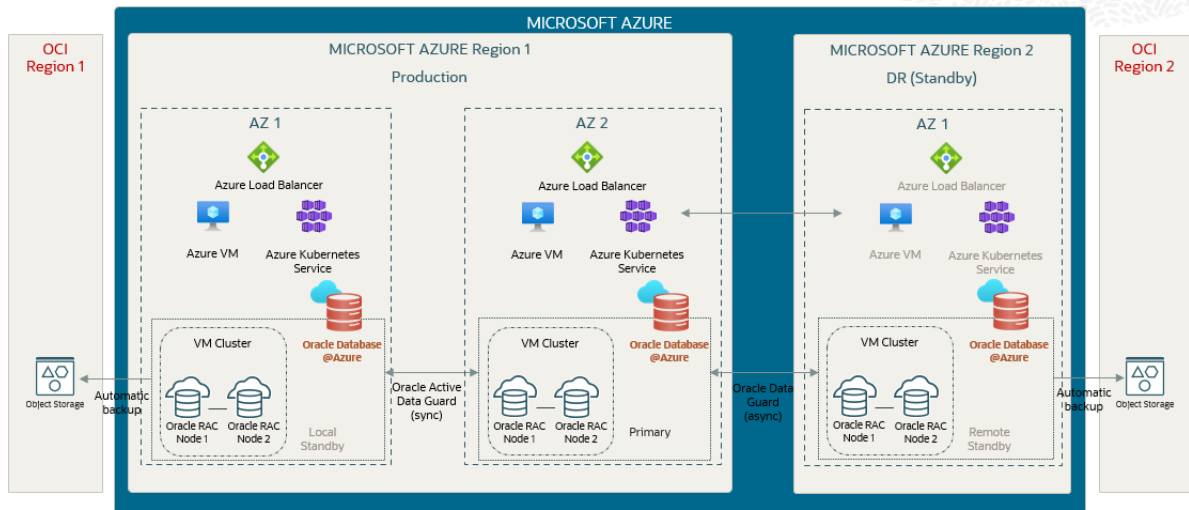 MICROSOFT AZURE
OCI
Region 1
MICROSOFT AZURE Region 1
Production
MICROSOFT AZURE Region 2
DR (Standby)
OCI
Region 2
AZ 1
Azure Load Balancer
Azure VM
Azure Kubernetes
Service
Oracle Database
@Azure
VM Cluster
Oracle RAC
Node 1
Oracle RAC
Node 2
Local
Standby
AZ 2
Azure Load Balancer
Azure VM
Azure Kubernetes
Service
Oracle Database
@Azure
VM Cluster
Oracle RAC
Node 1
Oracle RAC
Node 2
Primary
AZ 1
Azure Load Balancer
Azure VM
Azure Kubernetes
Service
Oracle Database
@Azure
VM Cluster
Oracle RAC
Node 1
Oracle RAC
Node 2
Remote
Standby
Object Storage
Automatic
backup
Oracle Active
Data Guard
(sync)
Oracle Data
Guard
(async)
Automatic
backup
Object Storage